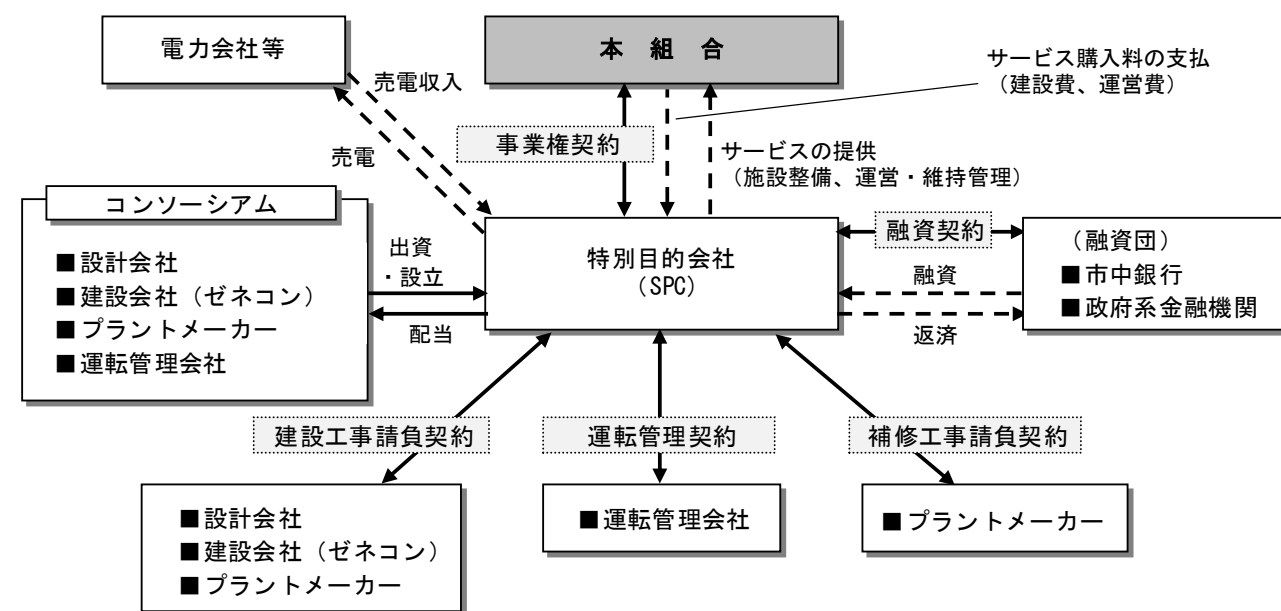 電力会社等
本 組 合
サービス購入料の支払
(建設費、運営費)
売電収入
売電
事業権契約
サービスの提供
(施設整備、運営・維持管理)
コンソーシアム
■設計会社
■建設会社(ゼネコン)
■プラントメーカー
■運転管理会社
出資
・設立
配当
特別目的会社
(SPC)
融資契約
融資
返済
(融資団)
■市中銀行
■政府系金融機関
建設工事請負契約
運転管理契約
補修工事請負契約
■設計会社
■建設会社(ゼネコン)
■プラントメーカー
■運転管理会社
■プラントメーカー